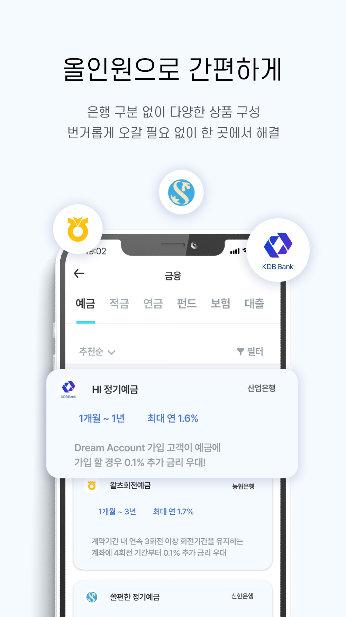 올인원으로 간편하게
은행 구분 없이 다양한 상품 구성
번거롭게 오갈 필요 없이 한 곳에서 해결
KDB Bank
금융
예금 적금 연금 펀드 보험 대출
추천순 필터
HI 정기예금 산업은행
1개월 ~ 1년 최대 연 1.6%
Dream Account 가입 고객이 예금에
가입 할 경우 0.1% 추가 금리 우대!
왈츠회전예금 농협은행
1개월 ~ 3년 최대 연 1.7%
계약기간 내 연속 3회전 이상 회전기간을 유지하는
계좌에 4회전 기간부터 0.1% 추가 금리 우대
쏠편한 정기예금 신한은행